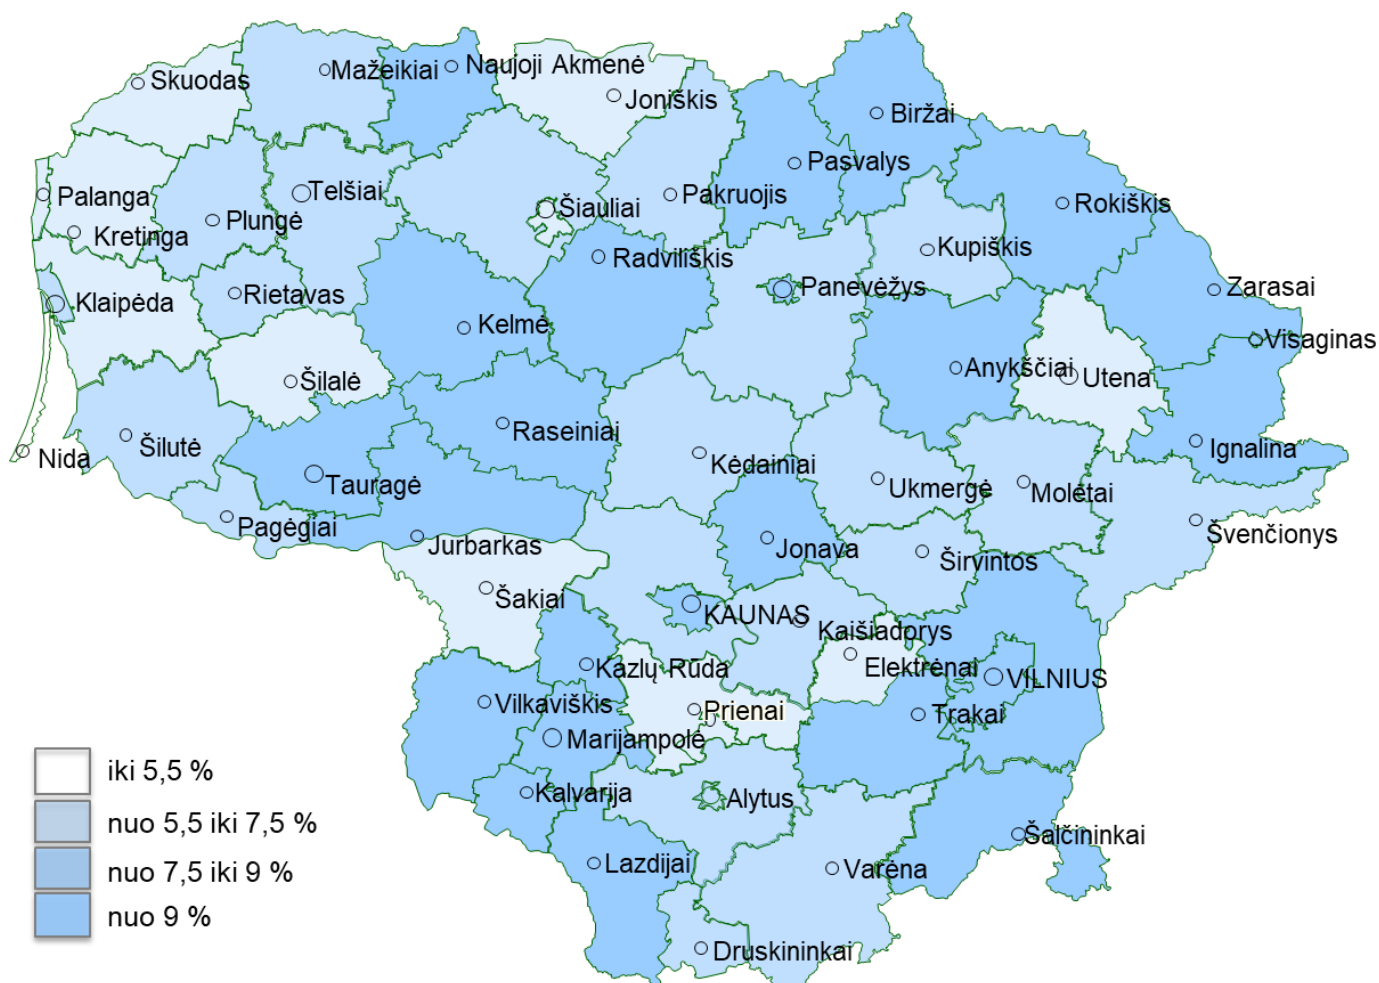 Skuodas
Mažeikiai
Naujoji Akmenė
Joniškis
Biržai
Pasvalys
Palanga
Telšiai
Šiauliai
Pakruojis
Rokiškis
Plungė
Kretinga
Radviliškis
Kupiškis
Klaipėda
Rietavas
Panevėžys
Zarasai
Kelmė
Visaginas
Anykščiai
Utena
Šilalė
Raseiniai
Ignalina
Nida
Šilutė
Kėdainiai
Tauragė
Ukmergė
Molėtai
Pagėgiai
Švenčionys
Jurbarkas
Jonava
Širvintos
Šakiai
KAUNAS
Kaišiadorys
Kazlų Rūda
Elektrėnai
VILNIUS
Vilkaviškis
Prienai
Trakai
Marijampolė
Kalvarija
Alytus
Šalčininkai
Lazdijai
Varėna
Druskininkai
iki 5,5 %
nuo 5,5 iki 7,5 %
nuo 7,5 iki 9 %
nuo 9 %